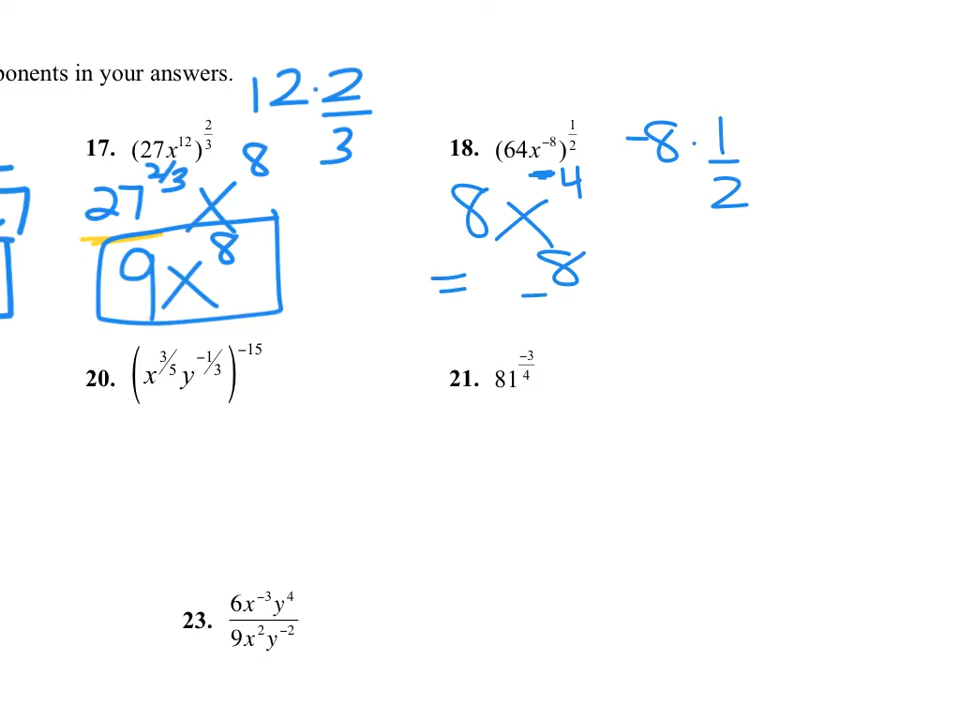 ponents in your answers.
12 · 2/3
17. (27x^12)^(2/3)
27^(2/3) x^8
9x^8
18. (64x^-8)^(1/2)
-8 · 1/2
8x^-4
= -8
7
20. (x^(3/5) y^(-1/3))^-15
21. 81^(-3/4)
23. 6x^-3 y^4 / 9x^2 y^-2